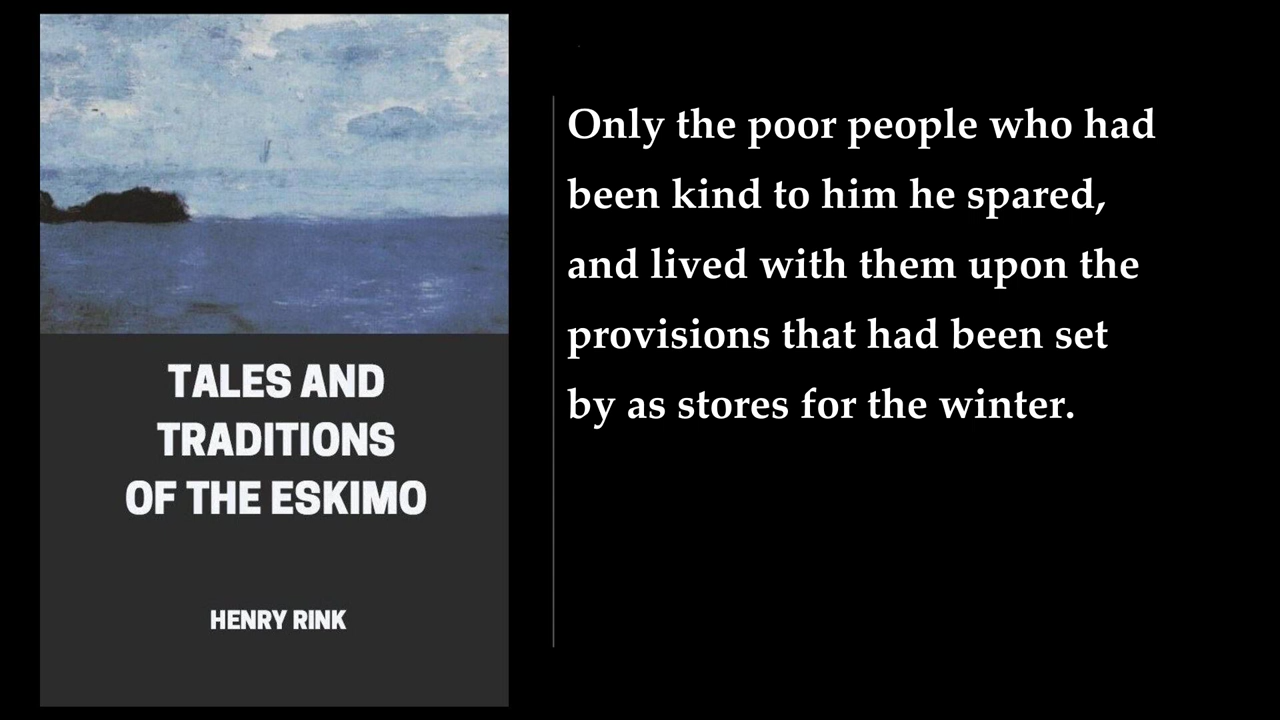 TALES AND
TRADITIONS
OF THE ESKIMO
HENRY RINK
Only the poor people who had
been kind to him he spared,
and lived with them upon the
provisions that had been set
by as stores for the winter.